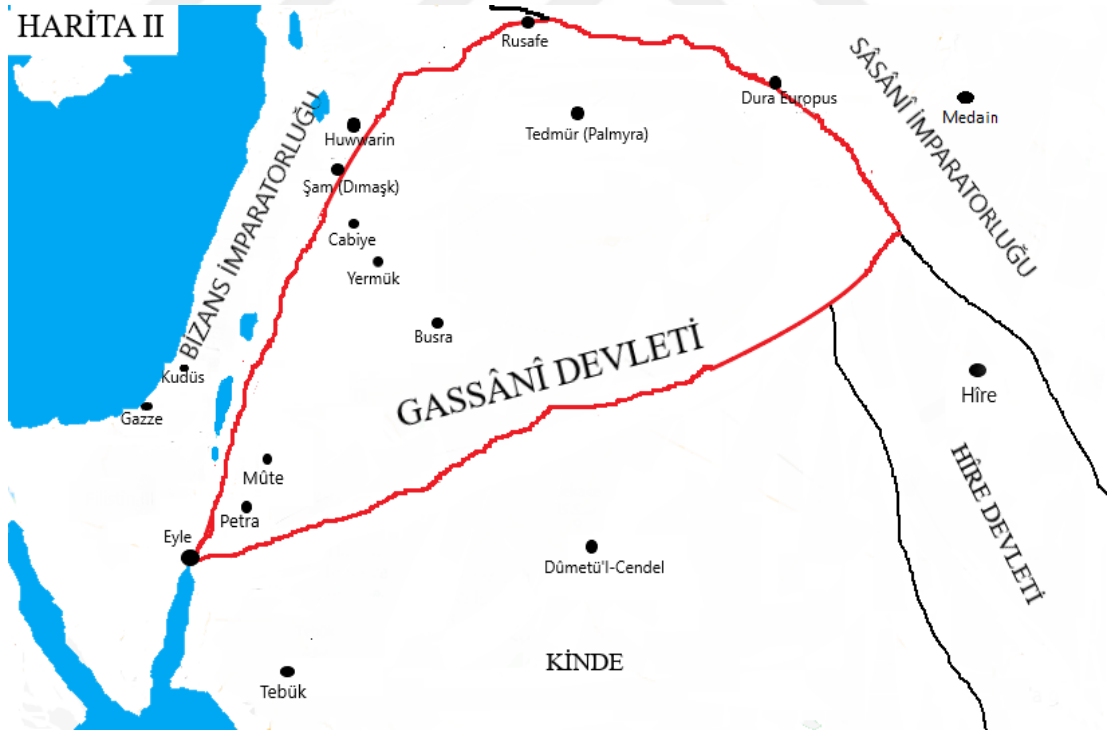 HARİTA II
Rusafe
SÂSÂNÎ İMPARATORLUĞU
Dura Europus
Medain
Tedmür (Palmyra)
BİZANS İMPARATORLUĞU
Huwwarin
Şam (Dımaşk)
Cabiye
Yermük
Busra
GASSÂNÎ DEVLETİ
Kudüs
Gazze
Hîre
HÎRE DEVLETİ
Mûte
Petra
Eyle
Dûmetü'l-Cendel
KİNDE
Tebük